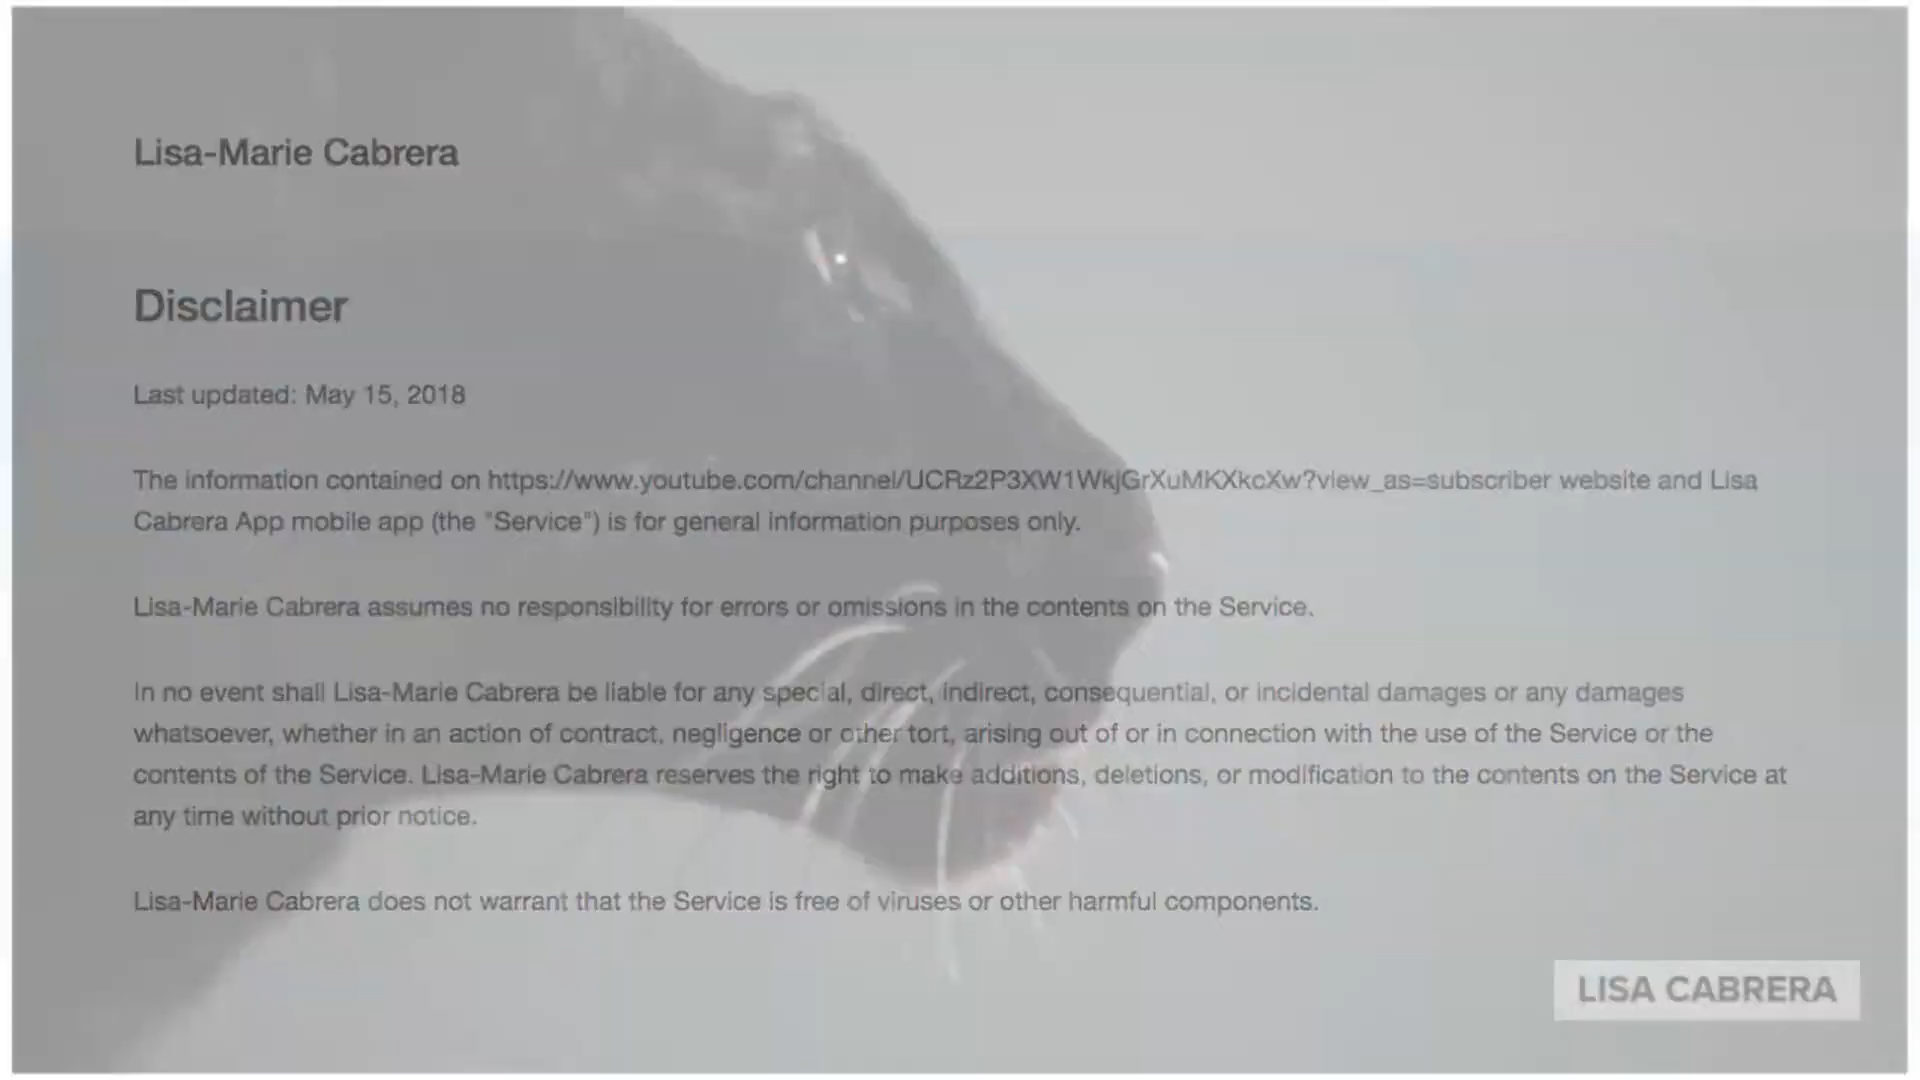 Lisa-Marie Cabrera
Disclaimer
Last updated: May 15, 2018
The information contained on https://www.youtube.com/channel/UCRz2P3XW1WkjGrXuMKXkcXw?view_as=subscriber website and Lisa
Cabrera App mobile app (the "Service") is for general information purposes only.
Lisa-Marie Cabrera assumes no responsibility for errors or omissions in the contents on the Service.
In no event shall Lisa-Marie Cabrera be liable for any special, direct, indirect, consequential, or incidental damages or any damages
whatsoever, whether in an action of contract, negligence or other tort, arising out of or in connection with the use of the Service or the
contents of the Service. Lisa-Marie Cabrera reserves the right to make additions, deletions, or modification to the contents on the Service at
any time without prior notice.
Lisa-Marie Cabrera does not warrant that the Service is free of viruses or other harmful components.
LISA CABRERA